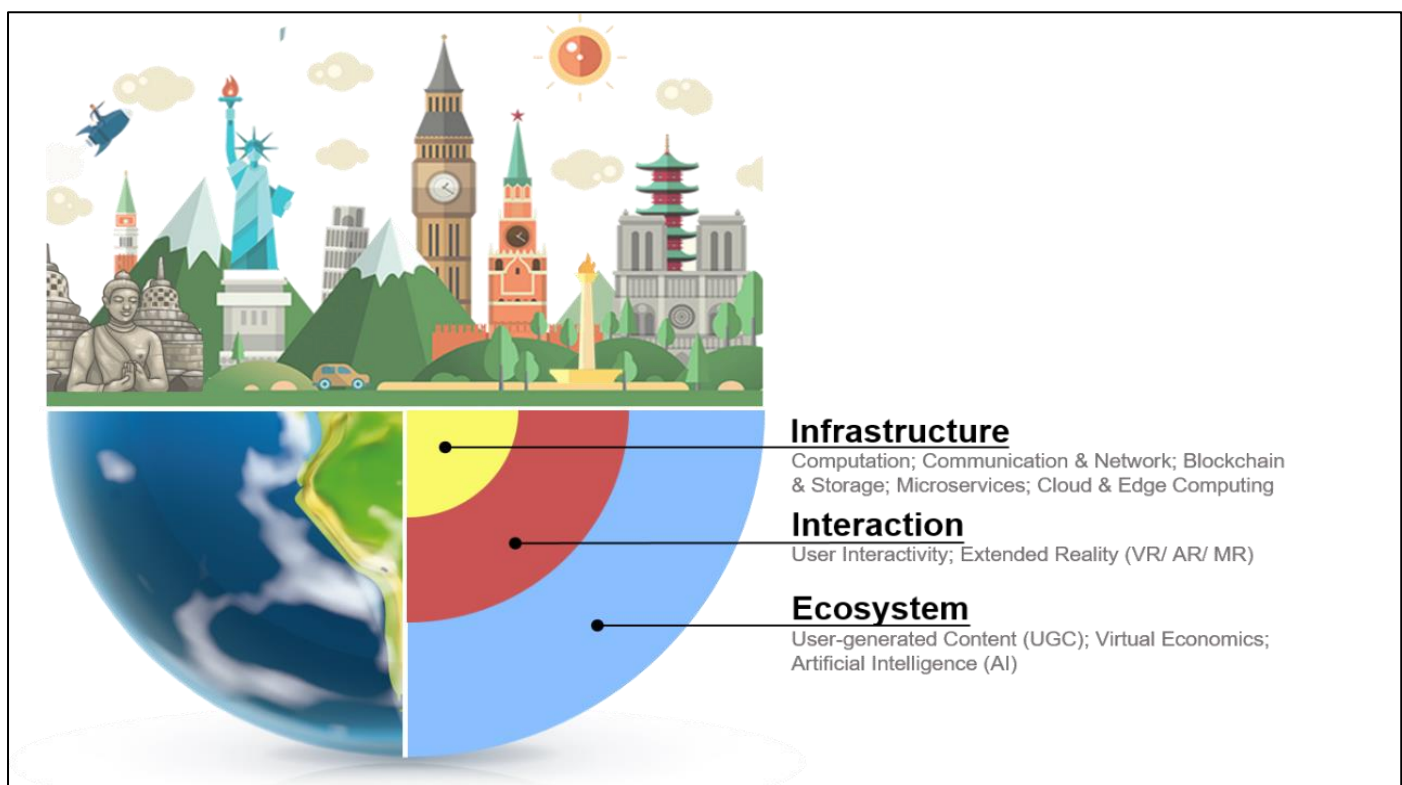 Infrastructure
Computation; Communication & Network; Blockchain
& Storage; Microservices; Cloud & Edge Computing
Interaction
User Interactivity; Extended Reality (VR/ AR/ MR)
Ecosystem
User-generated Content (UGC); Virtual Economics;
Artificial Intelligence (AI)